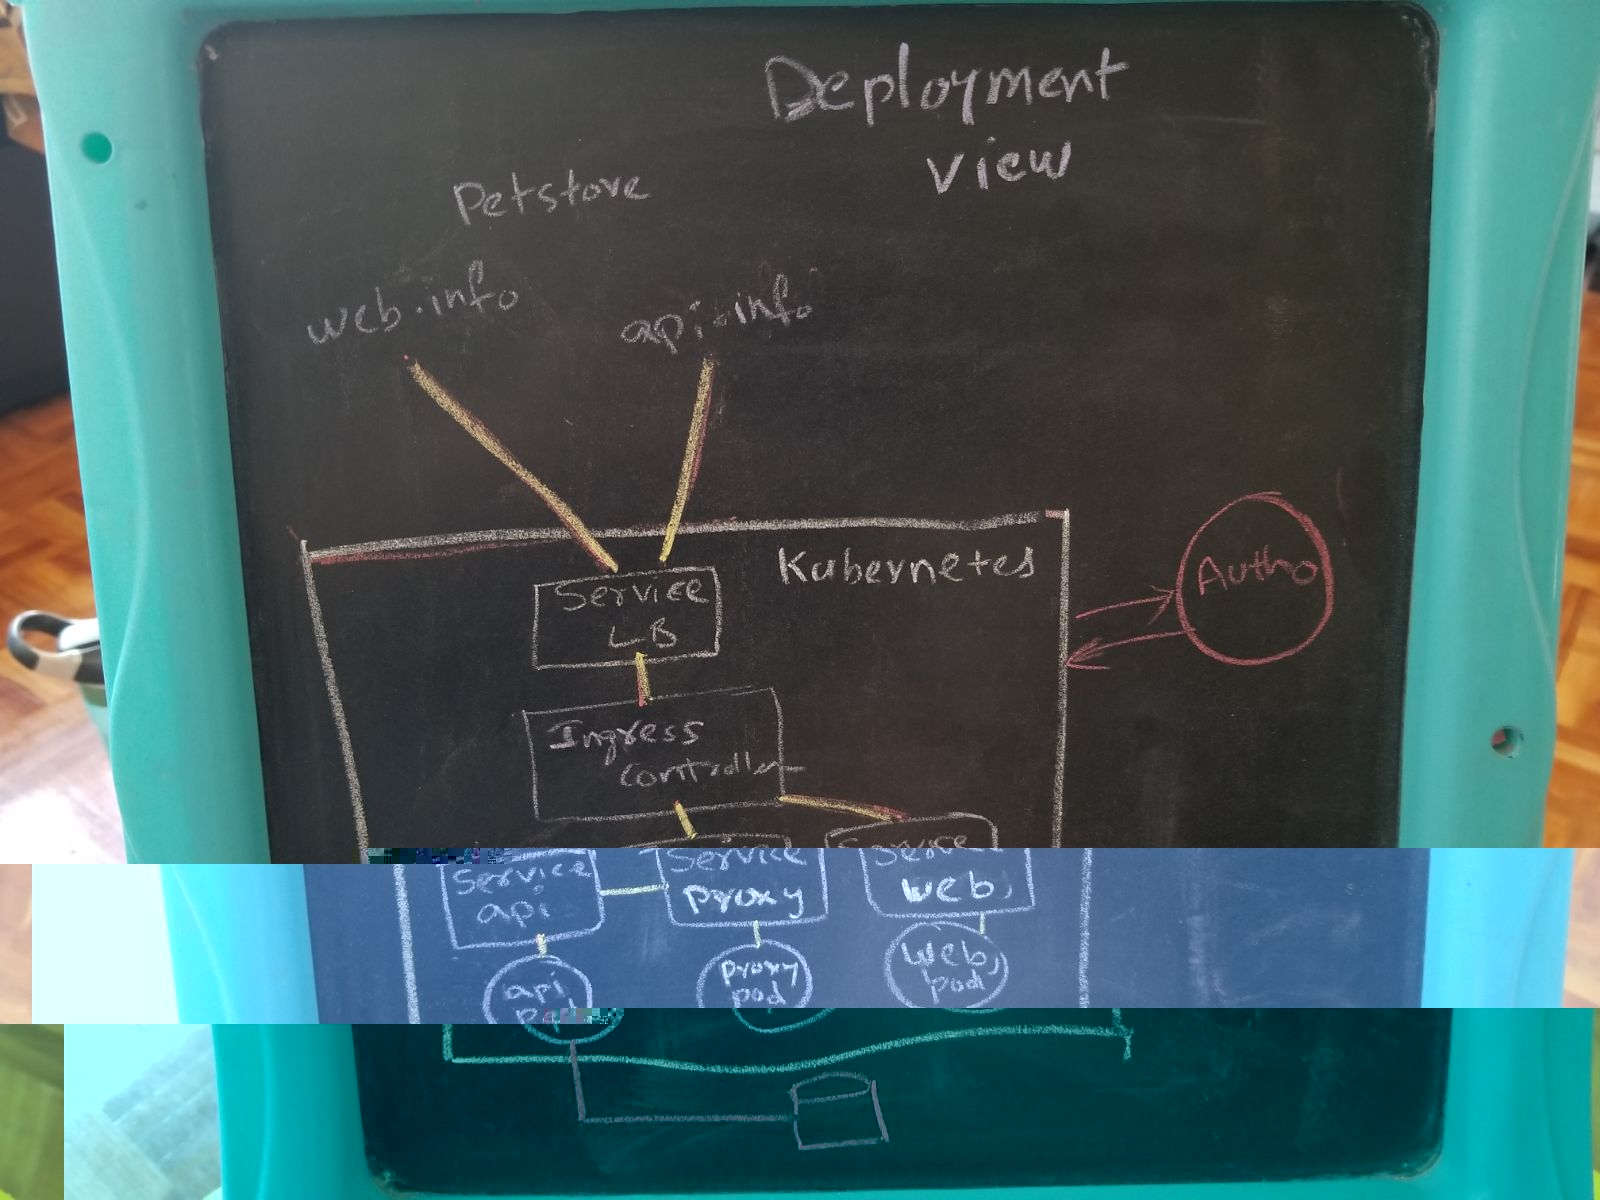 Deployment
view
Petstore
web.info
api.info
Kubernetes
Service
LB
Autho
Ingress
controller
Service
api
Service
proxy
Service
web
api
pod
proxy
pod
web
pod